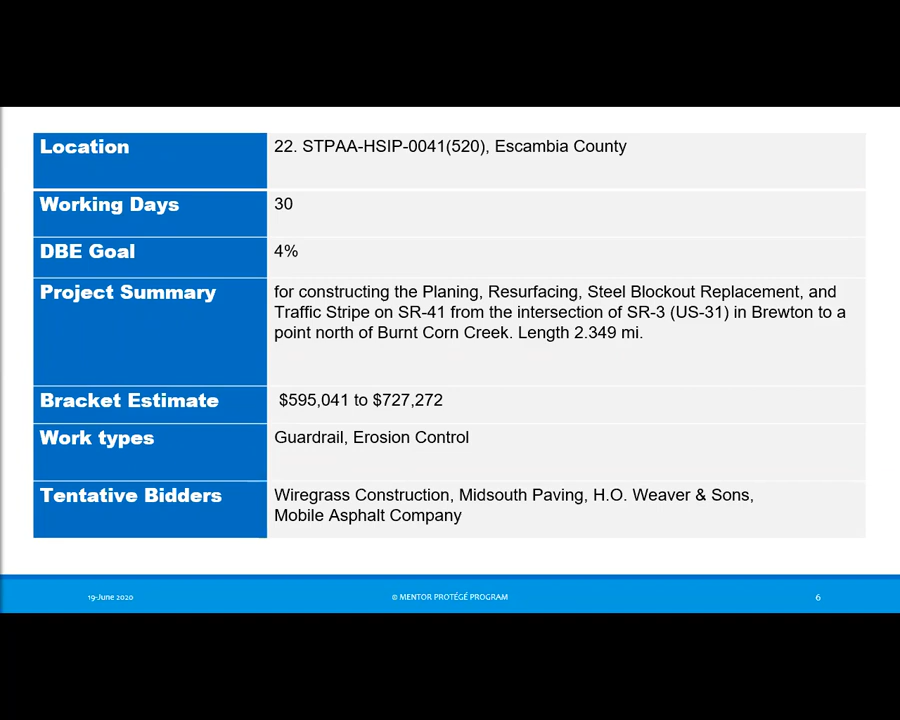 Location
22. STPAA-HSIP-0041(520), Escambia County
Working Days
30
DBE Goal
4%
Project Summary
for constructing the Planing, Resurfacing, Steel Blockout Replacement, and
Traffic Stripe on SR-41 from the intersection of SR-3 (US-31) in Brewton to a
point north of Burnt Corn Creek. Length 2.349 mi.
Bracket Estimate
$595,041 to $727,272
Work types
Guardrail, Erosion Control
Tentative Bidders
Wiregrass Construction, Midsouth Paving, H.O. Weaver & Sons,
Mobile Asphalt Company
19-June 2020
© MENTOR PROTÉGÉ PROGRAM
6